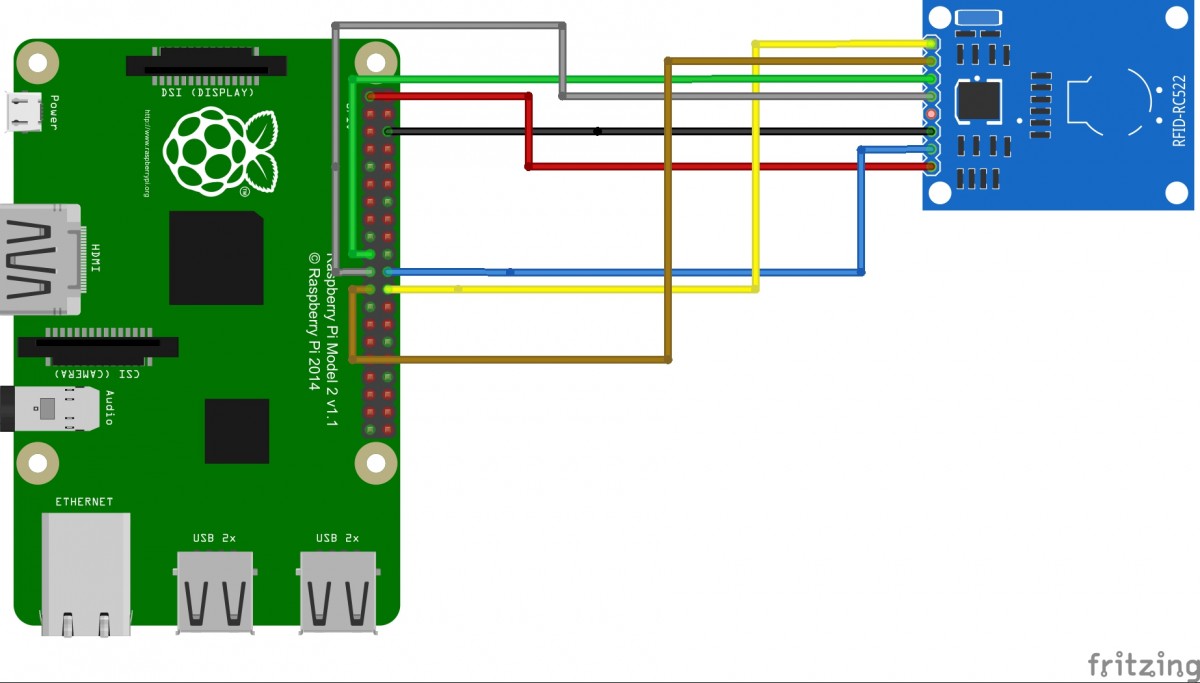 DSI (DISPLAY)
Power
http://www.raspberrypi.org
TM
HDMI
Raspberry Pi Model 2 v1.1
© Raspberry Pi 2014
CSI (CAMERA)
Audio
ETHERNET
USB 2x
USB 2x
RFID-RC522
fritzing